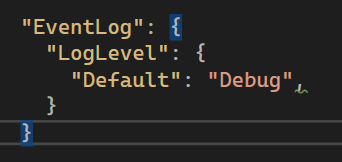 "EventLog": {
"LogLevel": {
"Default": "Debug",
}
}